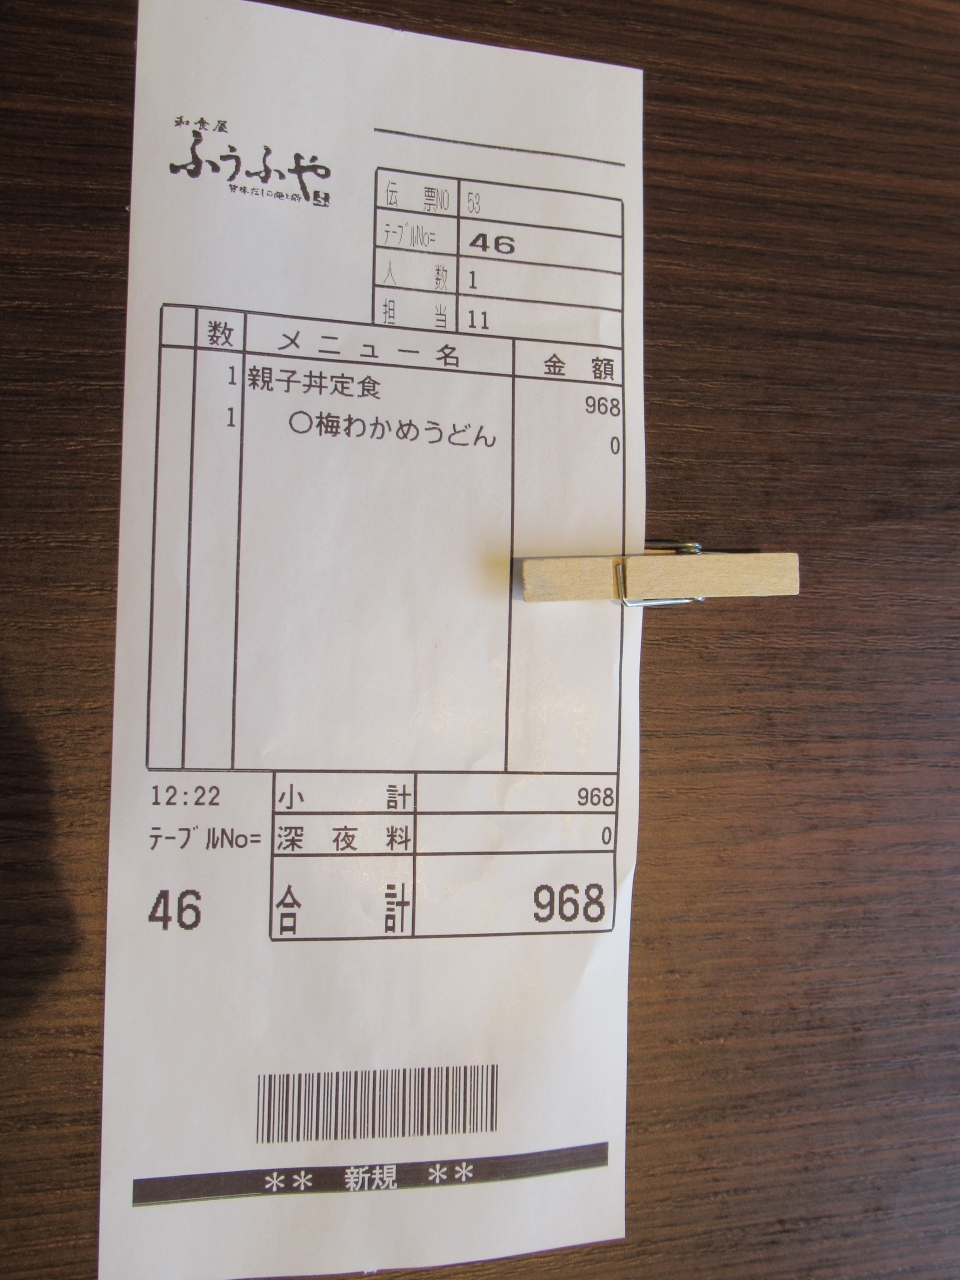 和食屋
ふうふや
伝票NO 53
ﾃｰﾌﾞﾙNo= 46
人数 1
担当 11
数 メニュー名 金額
1 親子丼定食 968
1 〇梅わかめうどん 0
12:22 小計 968
ﾃｰﾌﾞﾙNo= 深夜料 0
46 合計 968
** 新規 **